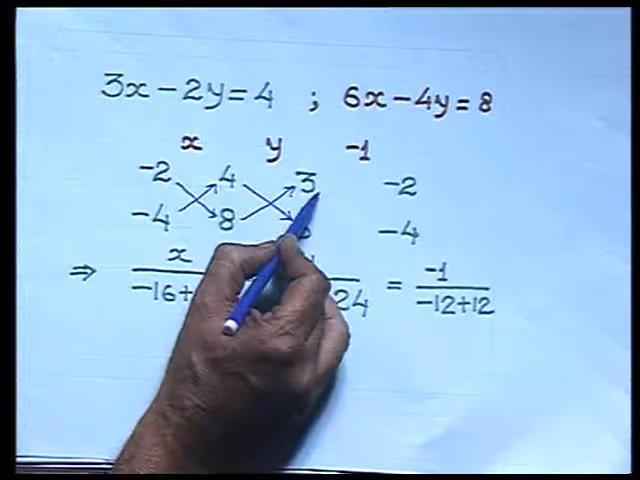 3x - 2y = 4 ; 6x - 4y = 8
x y -1
-2 4 3 -2
-4 8 -4
⇒ x -1
-16+ 24 = -12+12